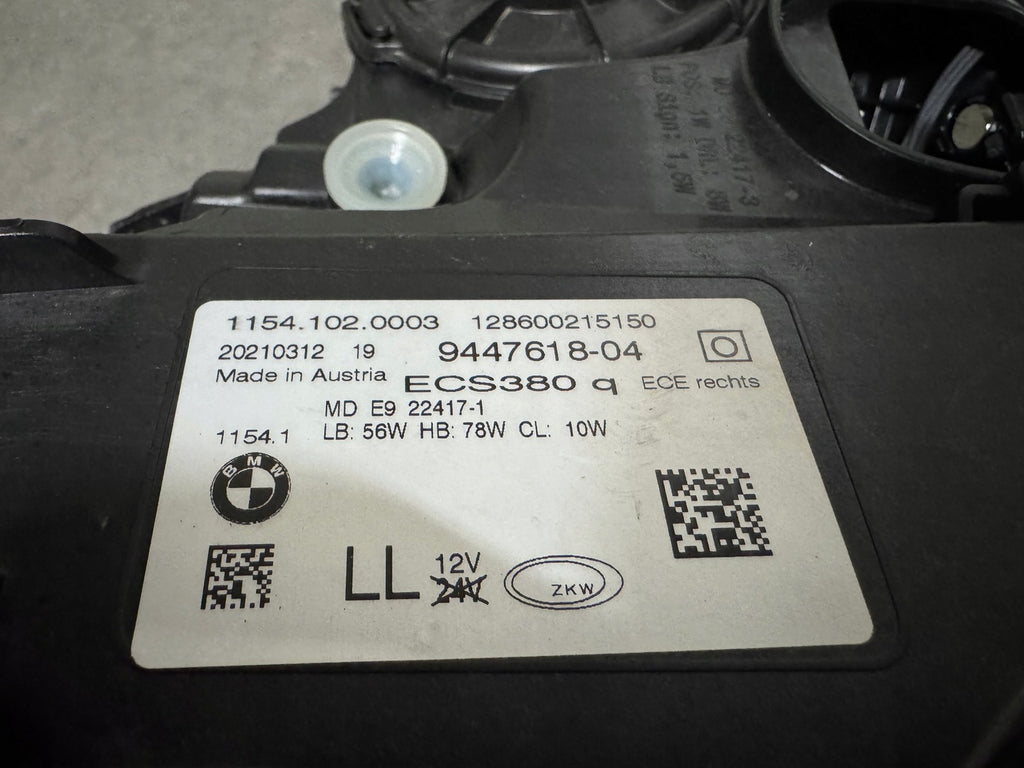 1154.102.0003 128600215150
20210312 19 9447618-04
Made in Austria ECS380 q ECE rechts
MD E9 22417-1
1154.1 LB: 56W HB: 78W CL: 10W
BMW
LL 12V
24V
ZKW